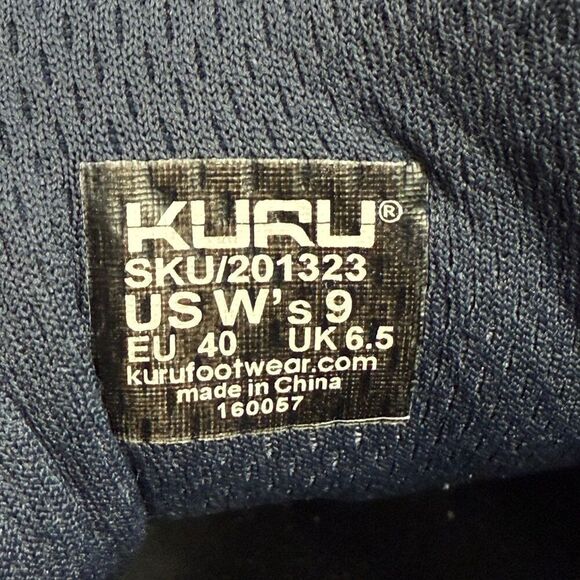 KURU®
SKU/201323
US W's 9
EU 40 UK 6.5
kurufootwear.com
made in China
160057